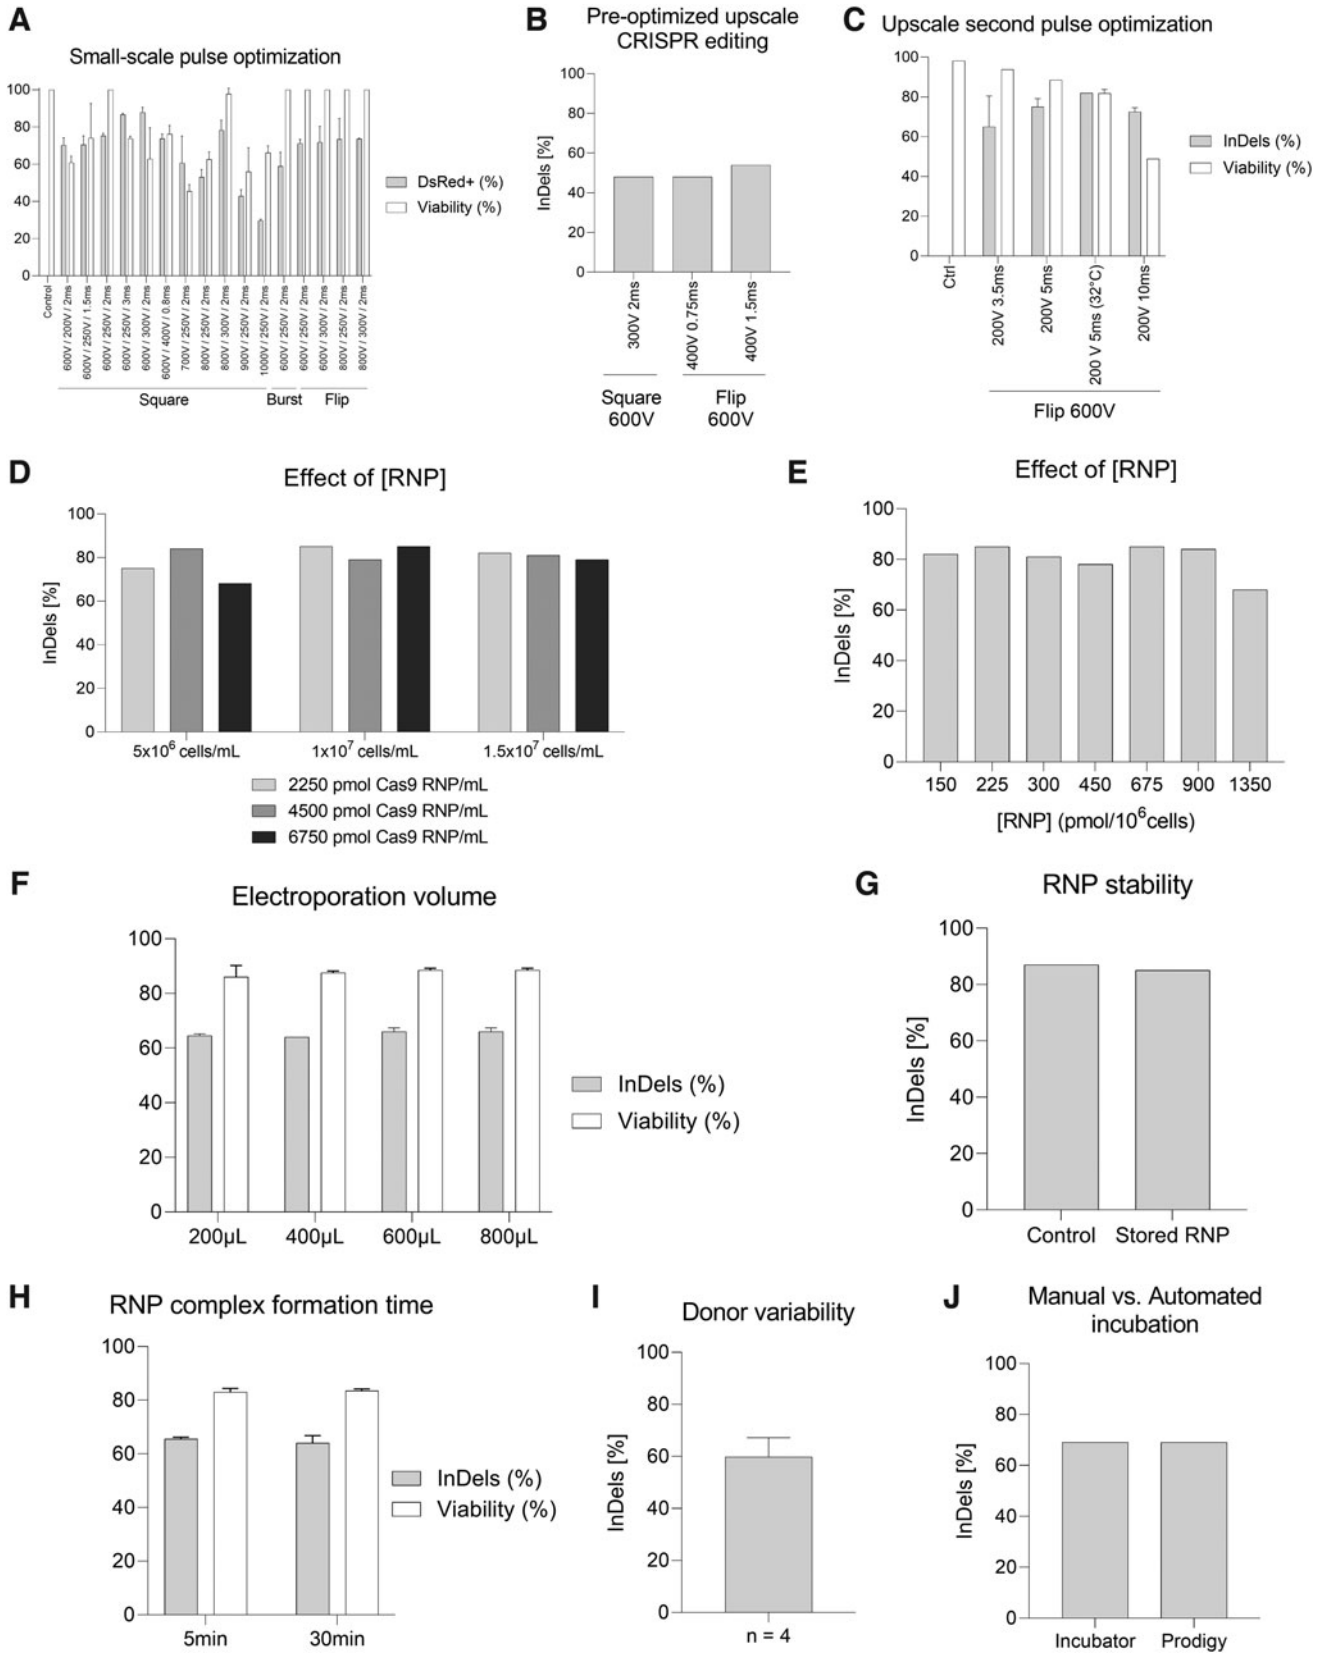 A
Small-scale pulse optimization
100
80
60
40
20
0
Control
600V / 200V / 2ms
600V / 250V / 1.5ms
600V / 250V / 2ms
600V / 250V / 3ms
600V / 300V / 2ms
600V / 400V / 0.8ms
700V / 250V / 2ms
800V / 250V / 2ms
800V / 300V / 2ms
900V / 250V / 2ms
1000V / 250V / 2ms
600V / 250V / 2ms
600V / 250V / 2ms
600V / 300V / 2ms
800V / 250V / 2ms
800V / 300V / 2ms
Square
Burst
Flip
DsRed+ (%)
Viability (%)
B
Pre-optimized upscale
CRISPR editing
InDels [%]
100
80
60
40
20
0
300V 2ms
400V 0.75ms
400V 1.5ms
Square
600V
Flip
600V
C
Upscale second pulse optimization
100
80
60
40
20
0
Ctrl
200V 3.5ms
200V 5ms
200 V 5ms (32°C)
200V 10ms
Flip 600V
InDels (%)
Viability (%)
D
Effect of [RNP]
InDels [%]
100
80
60
40
20
0
5x10⁶ cells/mL
1x10⁷ cells/mL
1.5x10⁷ cells/mL
2250 pmol Cas9 RNP/mL
4500 pmol Cas9 RNP/mL
6750 pmol Cas9 RNP/mL
E
Effect of [RNP]
InDels [%]
100
80
60
40
20
0
150 225 300 450 675 900 1350
[RNP] (pmol/10⁶cells)
F
Electroporation volume
100
80
60
40
20
0
200µL 400µL 600µL 800µL
InDels (%)
Viability (%)
G
RNP stability
InDels [%]
100
80
60
40
20
0
Control Stored RNP
H
RNP complex formation time
100
80
60
40
20
0
5min 30min
InDels (%)
Viability (%)
I
Donor variability
InDels [%]
100
80
60
40
20
0
n = 4
J
Manual vs. Automated
incubation
InDels [%]
100
80
60
40
20
0
Incubator Prodigy